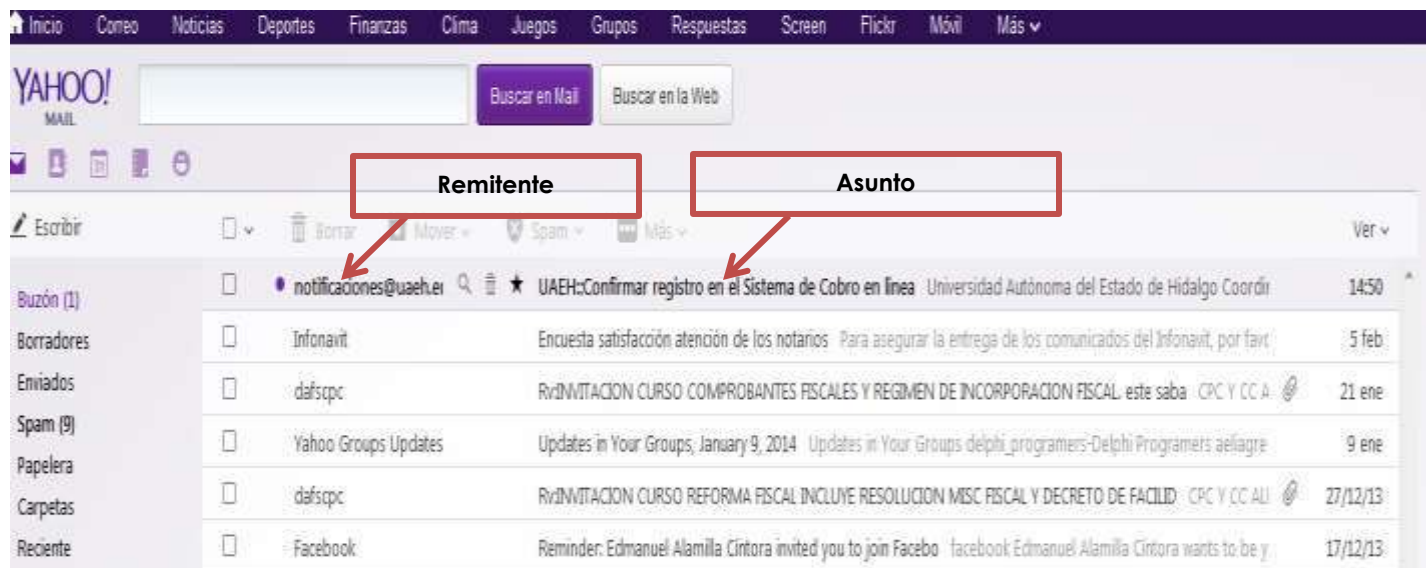 Inicio Correo Noticias Deportes Finanzas Clima Juegos Grupos Respuestas Screen Flickr Móvil Más
YAHOO!
MAIL
Buscar en Mail Buscar en la Web
Remitente Asunto
Escribir Borrar Mover Spam Más Ver
Buzón (1)
Borradores
Enviados
Spam (9)
Papelera
Carpetas
Reciente
notificaciones@uaeh.e UAEH::Confirmar registro en el Sistema de Cobro en línea Universidad Autónoma del Estado de Hidalgo Coordin 14:50
Infonavit Encuesta satisfacción atención de los notarios Para asegurar la entrega de los comunicados del Infonavit, por favc 5 feb
dafscpc Rv:INVITACION CURSO COMPROBANTES FISCALES Y REGIMEN DE INCORPORACION FISCAL. este saba CPC Y CC A 21 ene
Yahoo Groups Updates Updates in Your Groups, January 9, 2014 Updates in Your Groups delphi_programers-Delphi Programers aeliagre 9 ene
dafscpc Rv:INVITACION CURSO REFORMA FISCAL INCLUYE RESOLUCION MISC FISCAL Y DECRETO DE FACILID CPC Y CC ALI 27/12/13
Facebook Reminder: Edmanuel Alamilla Cintora invited you to join Facebo facebook Edmanuel Alamilla Cintora wants to be y 17/12/13